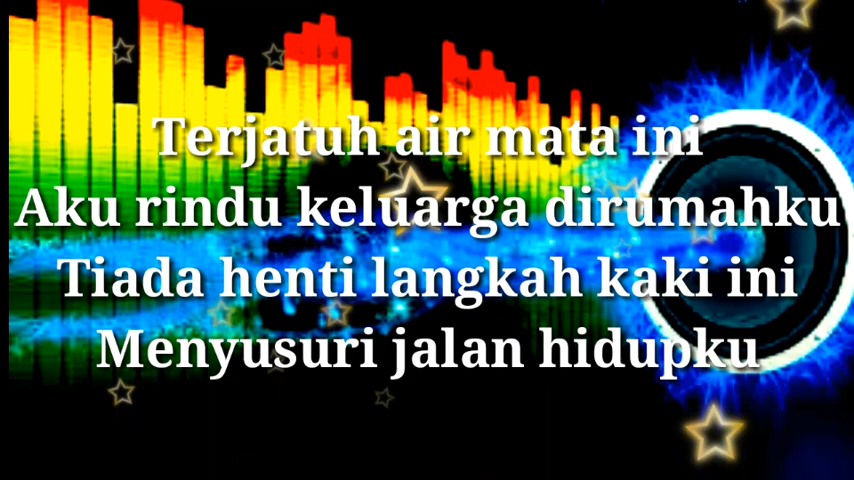 Terjatuh air mata ini
Aku rindu keluarga dirumahku
Tiada henti langkah kaki ini
Menyusuri jalan hidupku